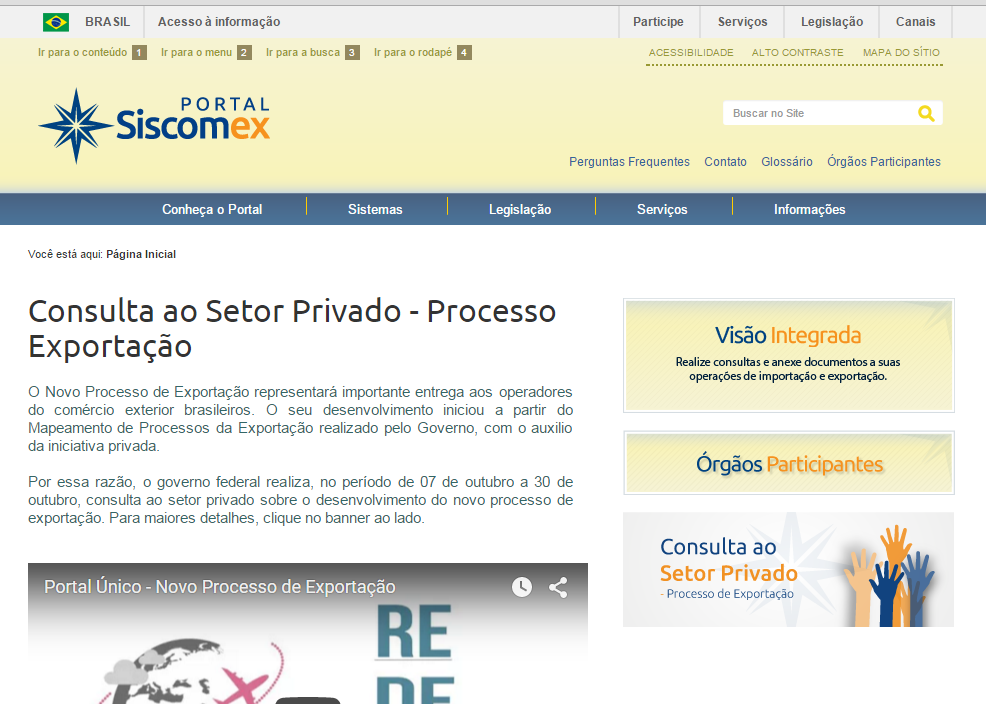 BRASIL Acesso à informação Participe Serviços Legislação Canais
Ir para o conteúdo 1 Ir para o menu 2 Ir para a busca 3 Ir para o rodapé 4 ACESSIBILIDADE ALTO CONTRASTE MAPA DO SÍTIO
PORTAL
Siscomex
Buscar no Site
Perguntas Frequentes Contato Glossário Órgãos Participantes
Conheça o Portal Sistemas Legislação Serviços Informações
Você está aqui: Página Inicial
Consulta ao Setor Privado - Processo
Exportação
O Novo Processo de Exportação representará importante entrega aos operadores
do comércio exterior brasileiros. O seu desenvolvimento iniciou a partir do
Mapeamento de Processos da Exportação realizado pelo Governo, com o auxilio
da iniciativa privada.
Por essa razão, o governo federal realiza, no período de 07 de outubro a 30 de
outubro, consulta ao setor privado sobre o desenvolvimento do novo processo de
exportação. Para maiores detalhes, clique no banner ao lado.
Portal Único - Novo Processo de Exportação
RE
DE
Visão Integrada
Realize consultas e anexe documentos a suas
operações de importação e exportação.
Órgãos Participantes
Consulta ao
Setor Privado
- Processo de Exportação